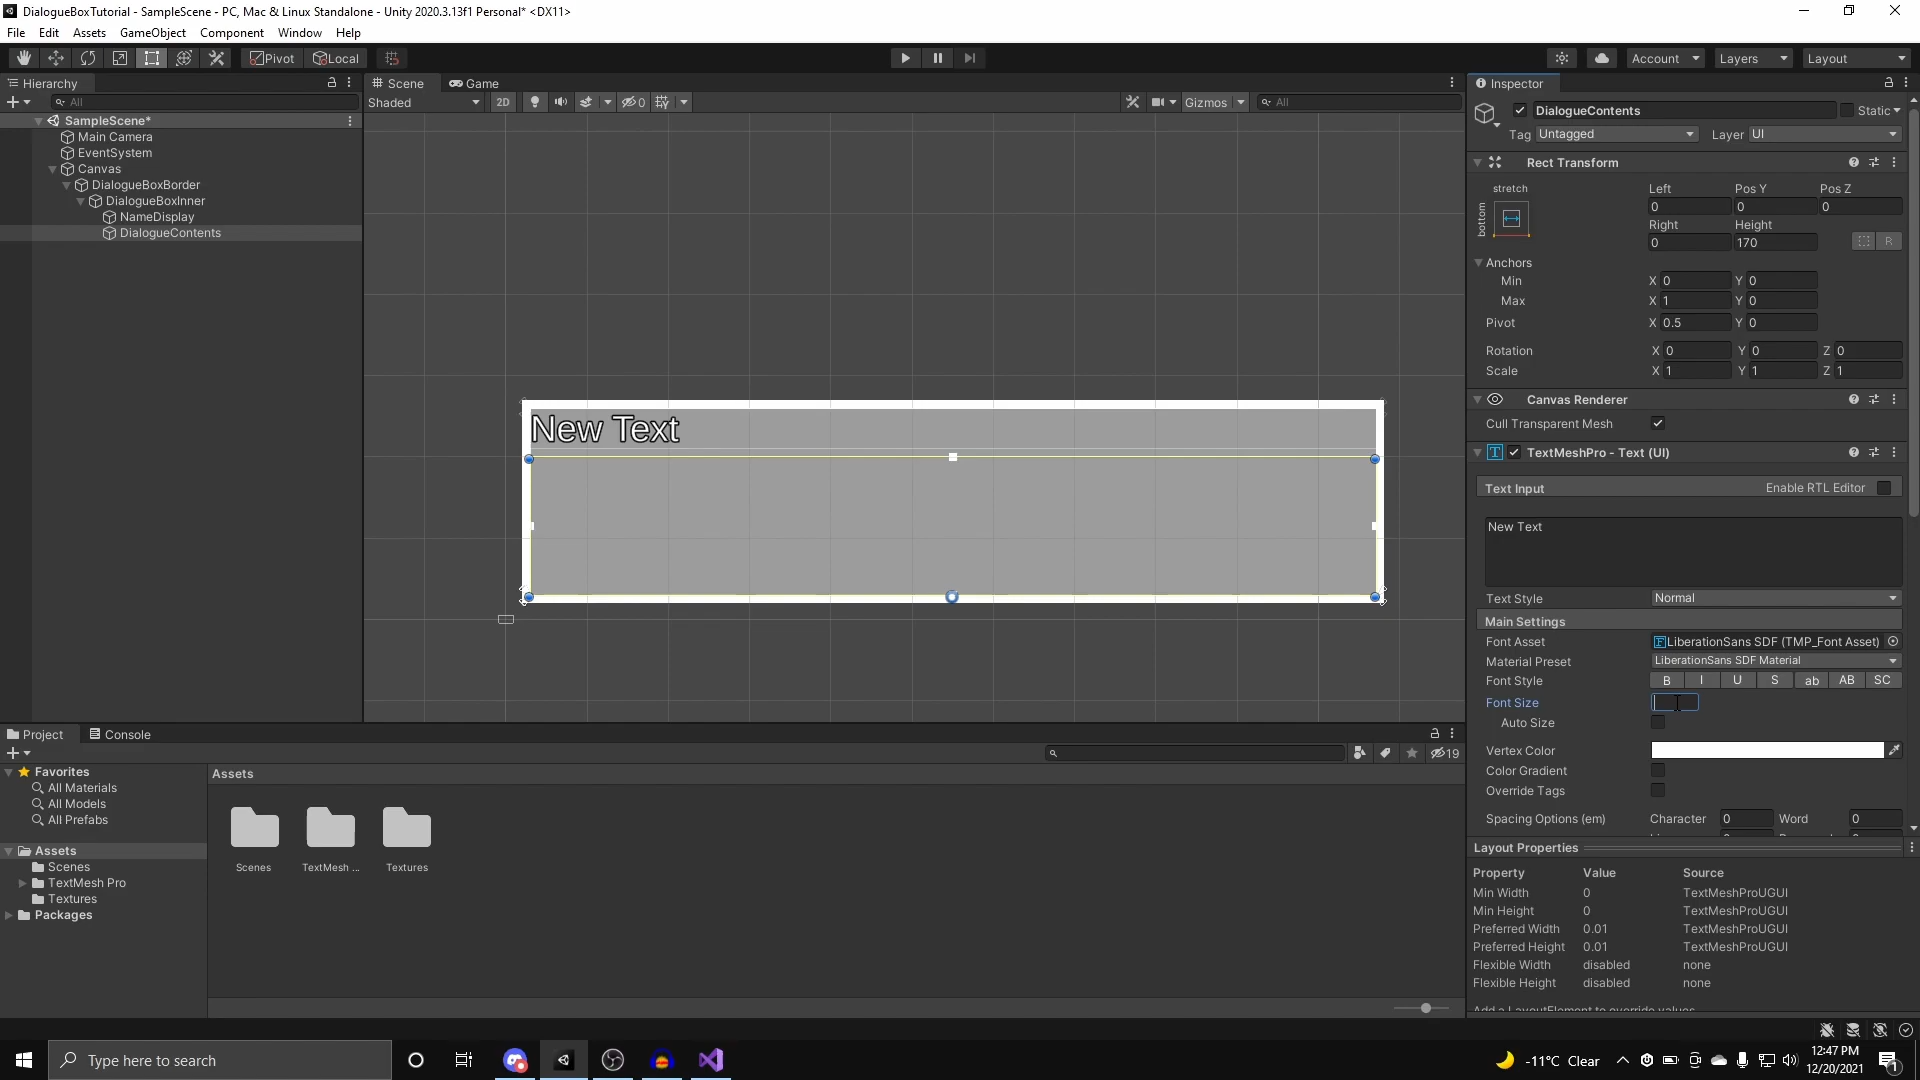 DialogueBoxTutorial - SampleScene - PC, Mac & Linux Standalone - Unity 2020.3.13f1 Personal* <DX11>
File Edit Assets GameObject Component Window Help
Pivot Local Account Layers Layout
Hierarchy
All
SampleScene*
Main Camera
EventSystem
Canvas
DialogueBoxBorder
DialogueBoxInner
NameDisplay
DialogueContents
Scene Game
Shaded 2D 0 Gizmos All
New Text
Inspector
DialogueContents Static
Tag Untagged Layer UI
Rect Transform
stretch Left Pos Y Pos Z
bottom 0 0 0
Right Height
0 170 R
Anchors
Min X 0 Y 0
Max X 1 Y 0
Pivot X 0.5 Y 0
Rotation X 0 Y 0 Z 0
Scale X 1 Y 1 Z 1
Canvas Renderer
Cull Transparent Mesh
TextMeshPro - Text (UI)
Text Input Enable RTL Editor
New Text
Text Style Normal
Main Settings
Font Asset LiberationSans SDF (TMP_Font Asset)
Material Preset LiberationSans SDF Material
Font Style B I U S ab AB SC
Font Size
Auto Size
Vertex Color
Color Gradient
Override Tags
Spacing Options (em) Character 0 Word 0
Layout Properties
Property Value Source
Min Width 0 TextMeshProUGUI
Min Height 0 TextMeshProUGUI
Preferred Width 0.01 TextMeshProUGUI
Preferred Height 0.01 TextMeshProUGUI
Flexible Width disabled none
Flexible Height disabled none
Add a LayoutElement to override values
Project Console
19
Favorites
All Materials
All Models
All Prefabs
Assets
Scenes
TextMesh Pro
Textures
Packages
Assets
Scenes TextMesh ... Textures
Type here to search
-11°C Clear
12:47 PM
12/20/2021
1